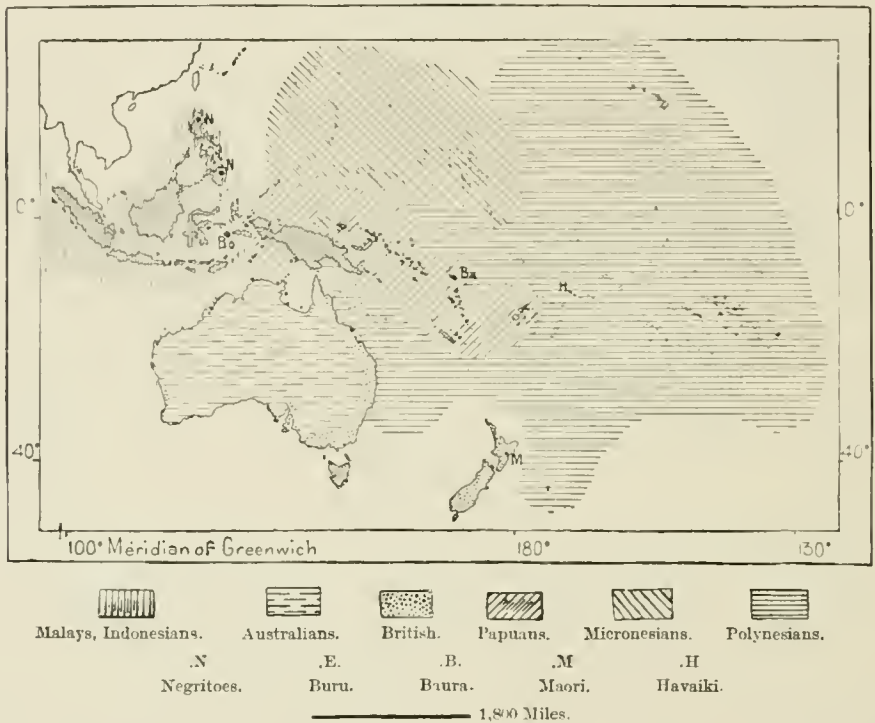 N
N
0° 0°
Bo
Ba
H
40° 40°
M
100° Meridian of Greenwich 180° 130°
Malays, Indonesians. Australians. British. Papuans. Micronesians. Polynesians.
.N .E. .B. .M .H
Negritoes. Buru. Baura. Maori. Havaiki.
1,800 Miles.